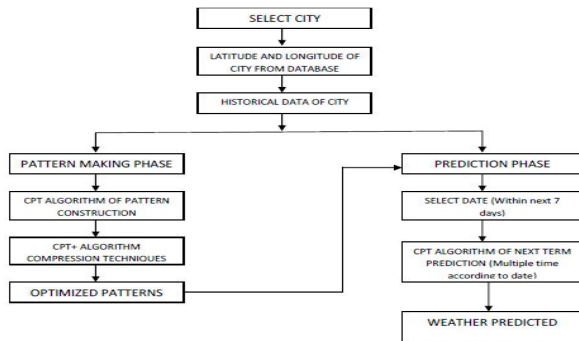 SELECT CITY
LATITUDE AND LONGITUDE OF
CITY FROM DATABASE
HISTORICAL DATA OF CITY
PATTERN MAKING PHASE
CPT ALGORITHM OF PATTERN
CONSTRUCTION
CPT+ ALGORITHM
COMPRESSION TECHNIQUES
OPTIMIZED PATTERNS
PREDICTION PHASE
SELECT DATE (Within next 7
days)
CPT ALGORITHM OF NEXT TERM
PREDICTION (Multiple time
according to date)
WEATHER PREDICTED